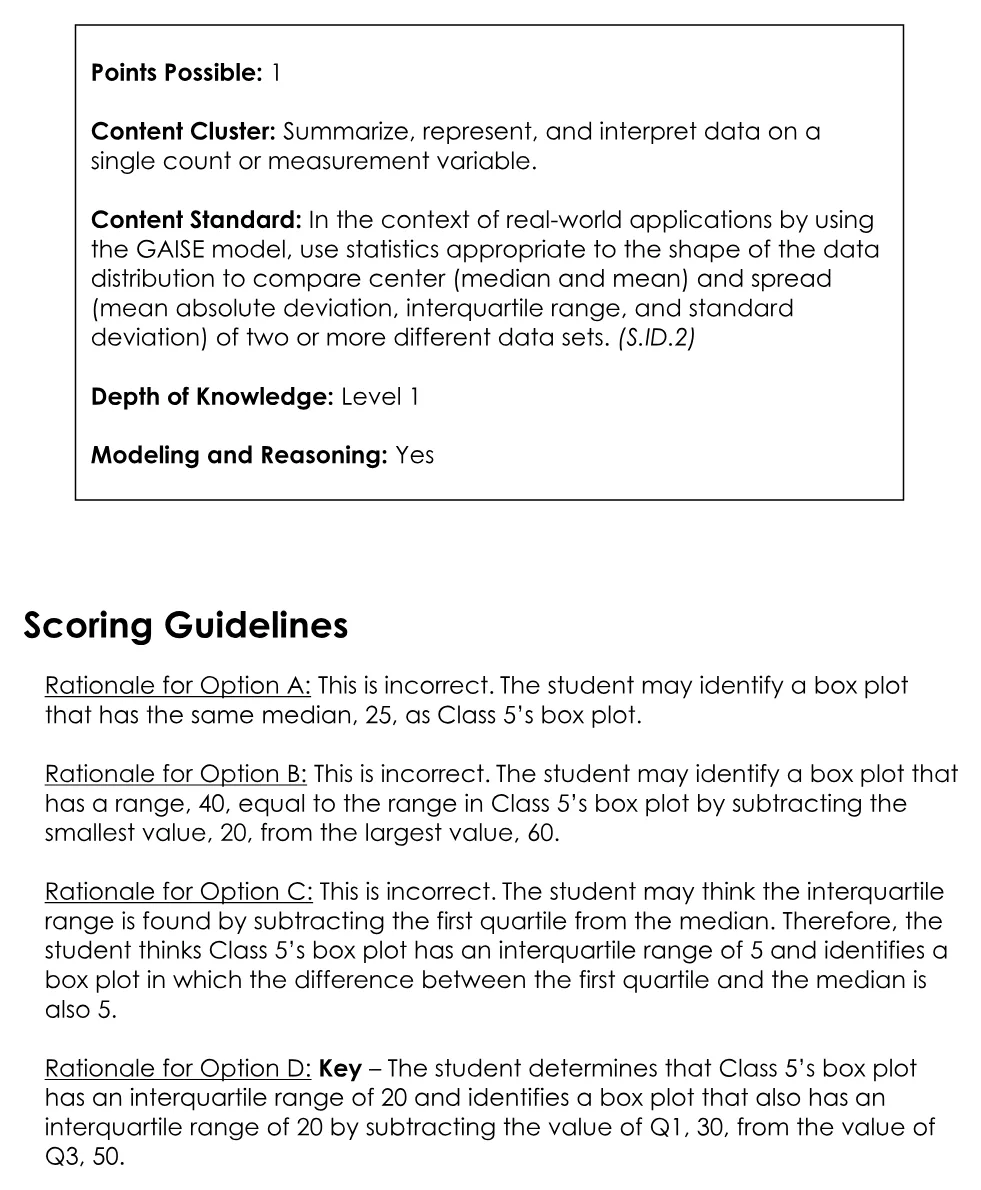 Points Possible: 1
Content Cluster: Summarize, represent, and interpret data on a
single count or measurement variable.
Content Standard: In the context of real-world applications by using
the GAISE model, use statistics appropriate to the shape of the data
distribution to compare center (median and mean) and spread
(mean absolute deviation, interquartile range, and standard
deviation) of two or more different data sets. (S.ID.2)
Depth of Knowledge: Level 1
Modeling and Reasoning: Yes
Scoring Guidelines
Rationale for Option A: This is incorrect. The student may identify a box plot
that has the same median, 25, as Class 5’s box plot.
Rationale for Option B: This is incorrect. The student may identify a box plot that
has a range, 40, equal to the range in Class 5’s box plot by subtracting the
smallest value, 20, from the largest value, 60.
Rationale for Option C: This is incorrect. The student may think the interquartile
range is found by subtracting the first quartile from the median. Therefore, the
student thinks Class 5’s box plot has an interquartile range of 5 and identifies a
box plot in which the difference between the first quartile and the median is
also 5.
Rationale for Option D: Key – The student determines that Class 5’s box plot
has an interquartile range of 20 and identifies a box plot that also has an
interquartile range of 20 by subtracting the value of Q1, 30, from the value of
Q3, 50.